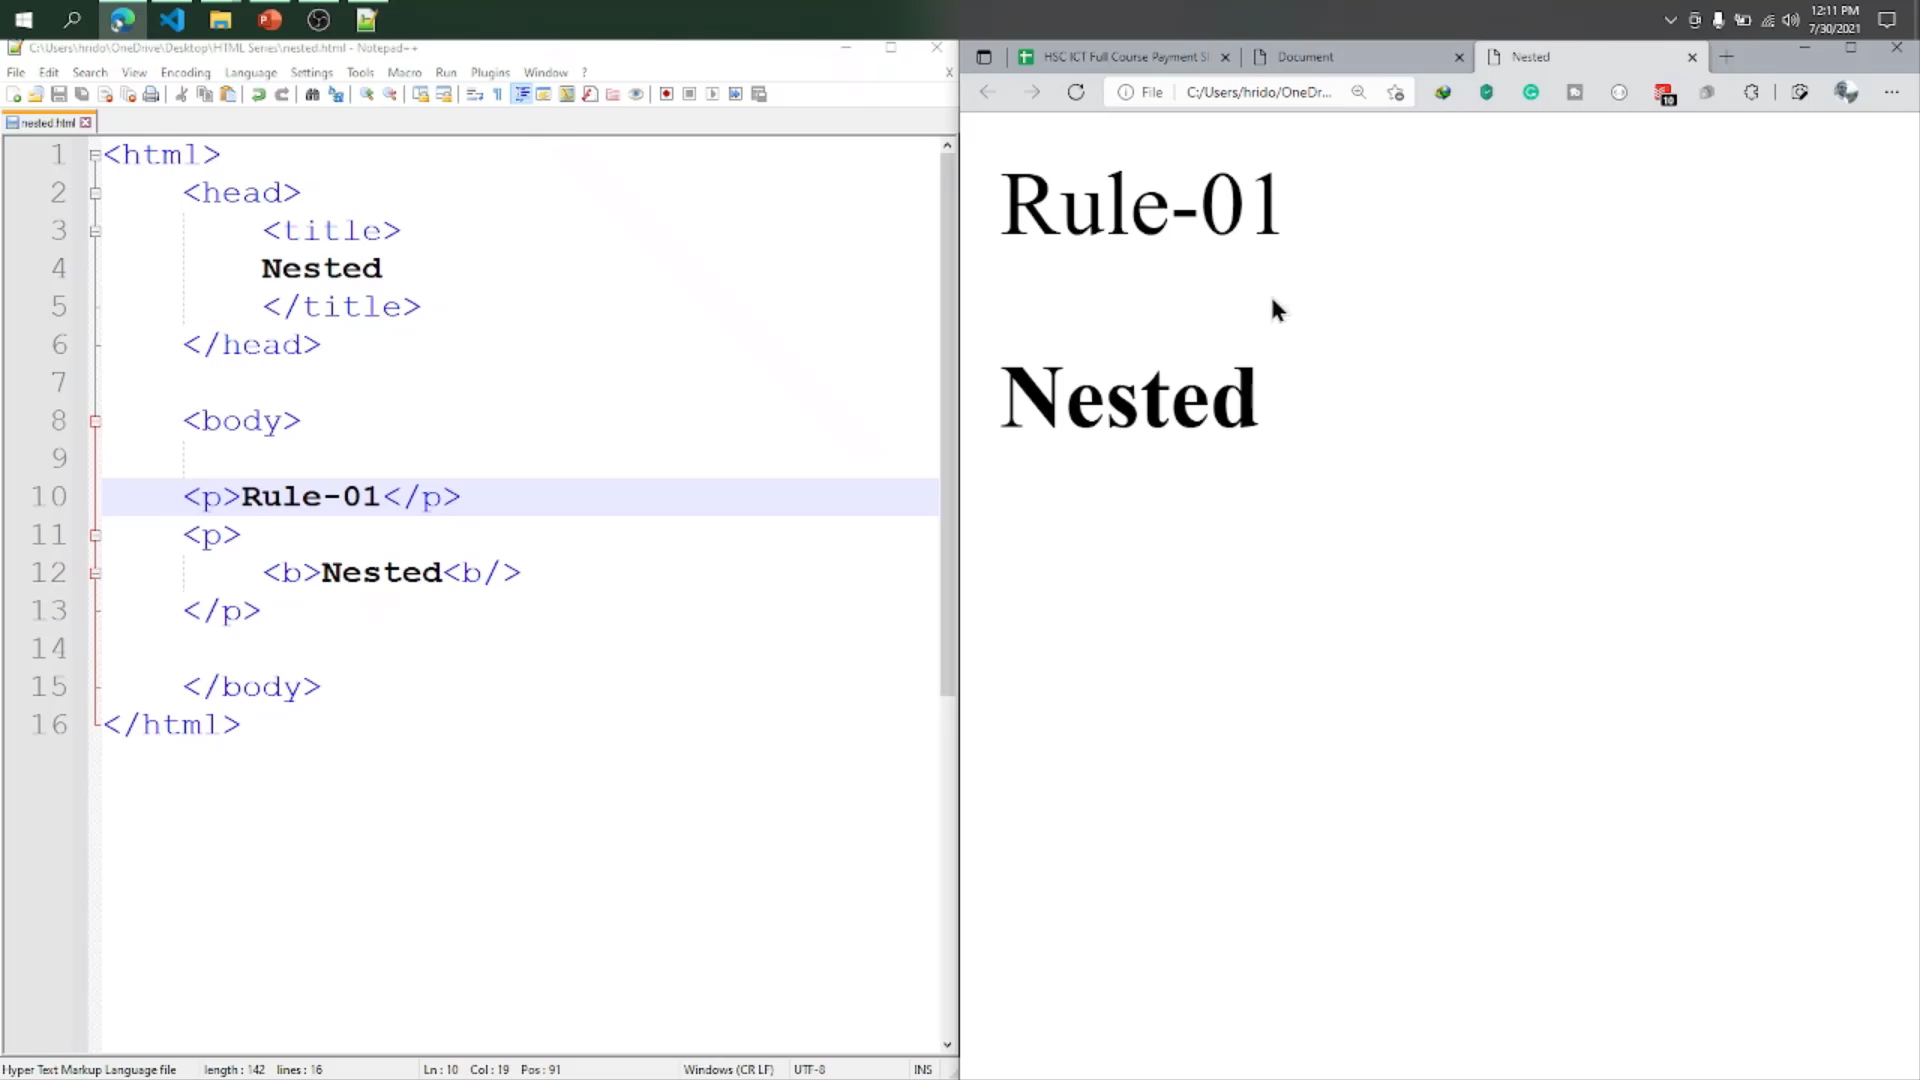 12:11 PM
7/30/2021
C:\Users\hrido\OneDrive\Desktop\HTML Series\nested.html - Notepad++
File Edit Search View Encoding Language Settings Tools Macro Run Plugins Window ? X
nested.html
1 <html>
2 <head>
3 <title>
4 Nested
5 </title>
6 </head>
7
8 <body>
9
10 <p>Rule-01</p>
11 <p>
12 <b>Nested<b/>
13 </p>
14
15 </body>
16 </html>
Hyper Text Markup Language file length : 142 lines : 16 Ln : 10 Col : 19 Pos : 91 Windows (CR LF) UTF-8 INS
HSC ICT Full Course Payment Sl
Document
Nested
File C:/Users/hrido/OneDr...
10
Rule-01
Nested